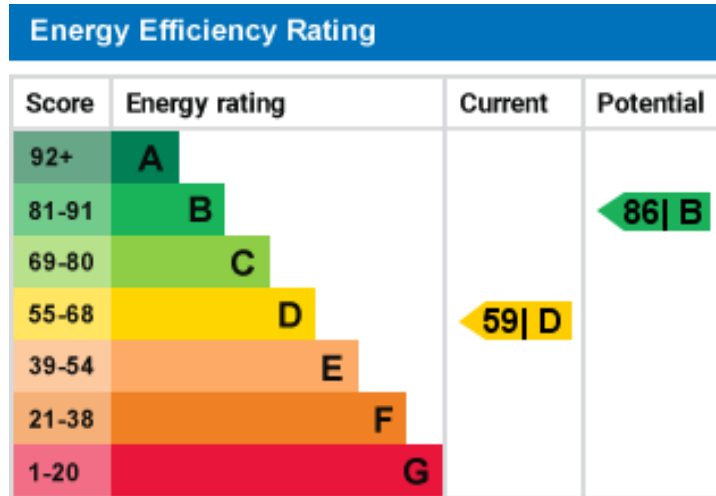 Energy Efficiency Rating
Score Energy rating Current Potential
92+ A
81-91 B 86| B
69-80 C
55-68 D 59| D
39-54 E
21-38 F
1-20 G